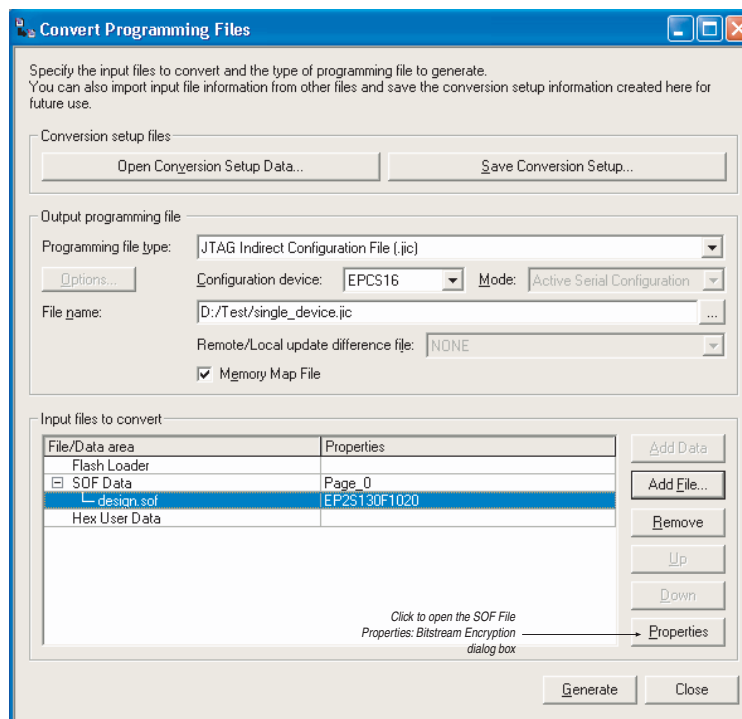 Convert Programming Files
Specify the input files to convert and the type of programming file to generate.
You can also import input file information from other files and save the conversion setup information created here for
future use.
Conversion setup files
Open Conversion Setup Data...
Save Conversion Setup...
Output programming file
Programming file type:
JTAG Indirect Configuration File (.jic)
Options...
Configuration device:
EPCS16
Mode:
Active Serial Configuration
File name:
D:/Test/single_device.jic
...
Remote/Local update difference file:
NONE
Memory Map File
Input files to convert
File/Data area
Properties
Add Data
Flash Loader
SOF Data
Page_0
Add File...
design.sof
EP2S130F1020
Hex User Data
Remove
Up
Down
Click to open the SOF File
Properties: Bitstream Encryption
dialog box
Properties
Generate
Close